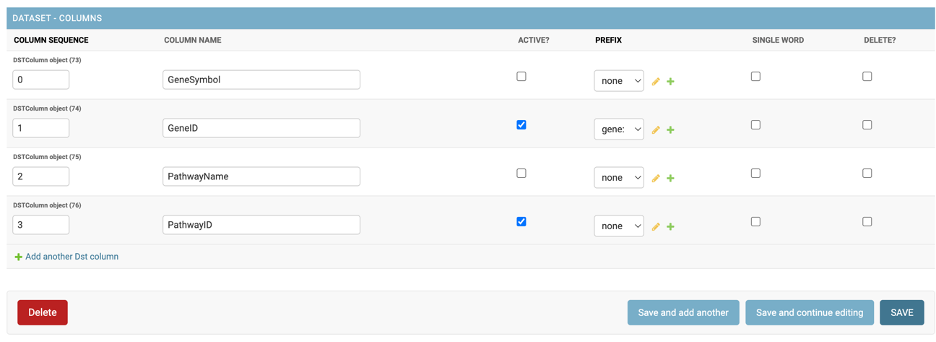 DATASET - COLUMNS
COLUMN SEQUENCE COLUMN NAME ACTIVE? PREFIX SINGLE WORD DELETE?
DSTColumn object (73)
0 GeneSymbol none
DSTColumn object (74)
1 GeneID gene:
DSTColumn object (75)
2 PathwayName none
DSTColumn object (76)
3 PathwayID none
Add another Dst column
Delete Save and add another Save and continue editing SAVE